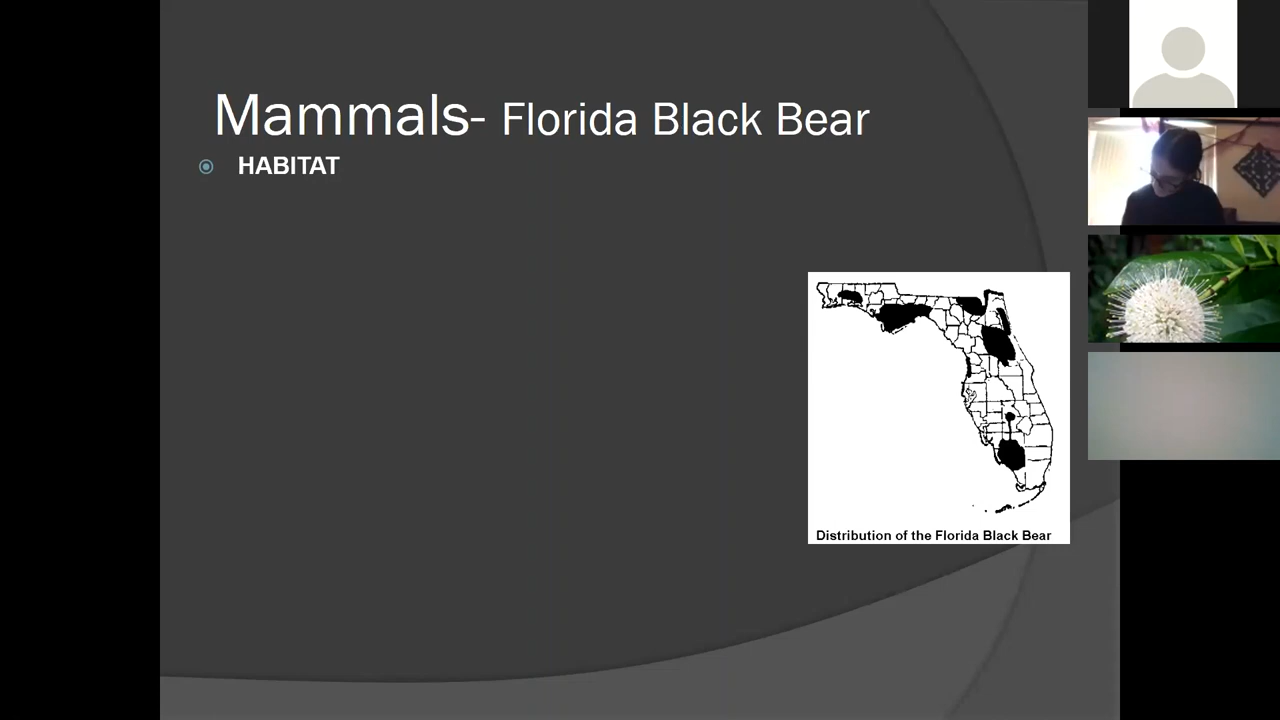 Mammals- Florida Black Bear
HABITAT
Distribution of the Florida Black Bear